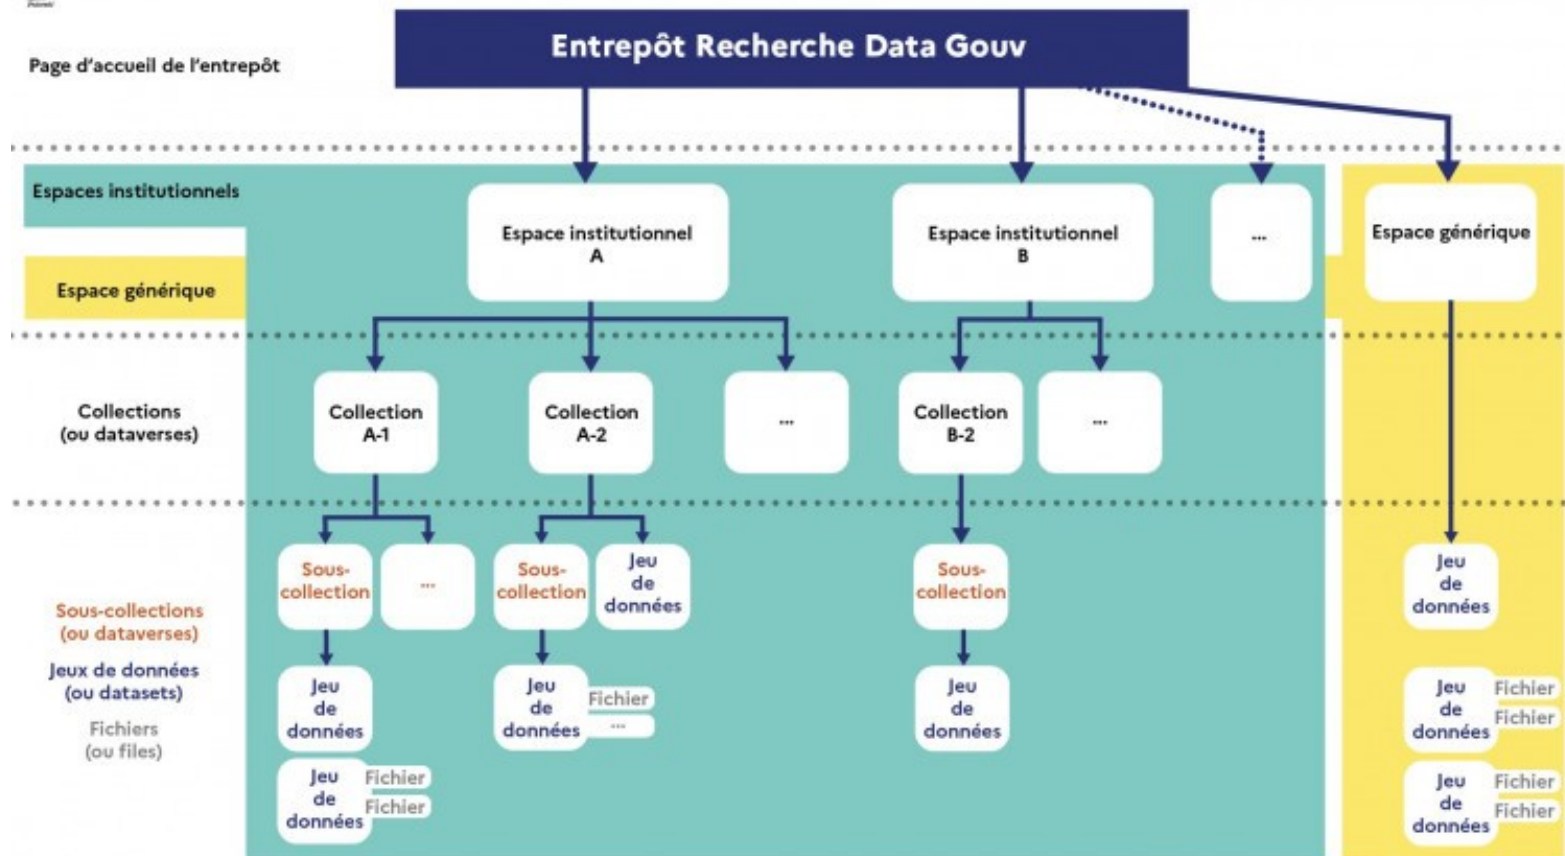 Entrepôt Recherche Data Gouv
Page d'accueil de l'entrepôt
Espaces institutionnels
Espace générique
Espace institutionnel
A
Espace institutionnel
B
...
Espace générique
Collections
(ou dataverses)
Collection
A-1
Collection
A-2
...
Collection
B-2
...
Sous-collections
(ou dataverses)
Jeux de données
(ou datasets)
Fichiers
(ou files)
Sous-
collection
...
Sous-
collection
Jeu
de
données
Sous-
collection
Jeu
de
données
Jeu
de
données
Jeu
de
données
Fichier
...
Jeu
de
données
Jeu
de
données
Fichier
Fichier
Jeu
de
données
Fichier
Fichier
Jeu
de
données
Fichier
Fichier